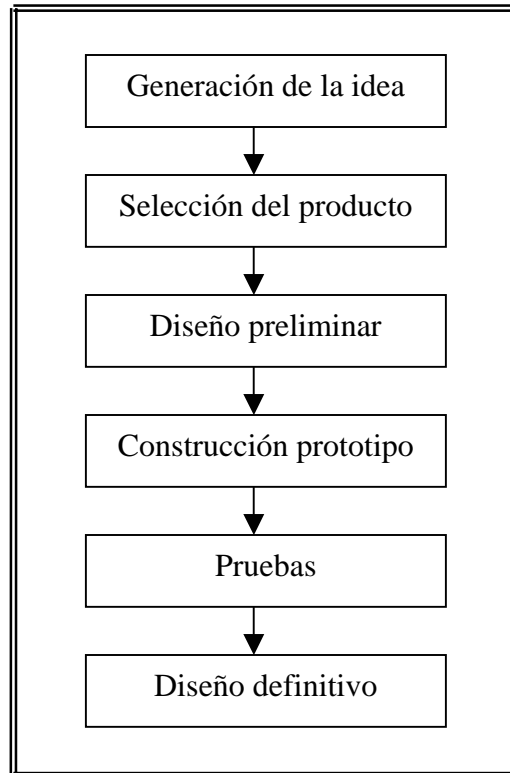 Generación de la idea
Selección del producto
Diseño preliminar
Construcción prototipo
Pruebas
Diseño definitivo